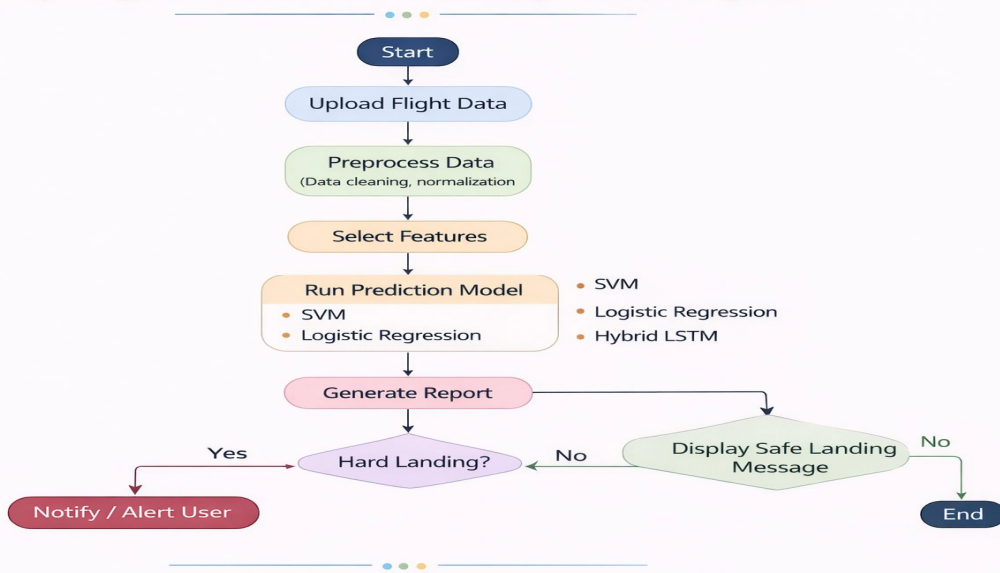 Start
Upload Flight Data
Preprocess Data
(Data cleaning, normalization
Select Features
Run Prediction Model
• SVM
• Logistic Regression
• SVM
• Logistic Regression
• Hybrid LSTM
Generate Report
Hard Landing?
Yes
No
Display Safe Landing
Message
No
Notify / Alert User
End